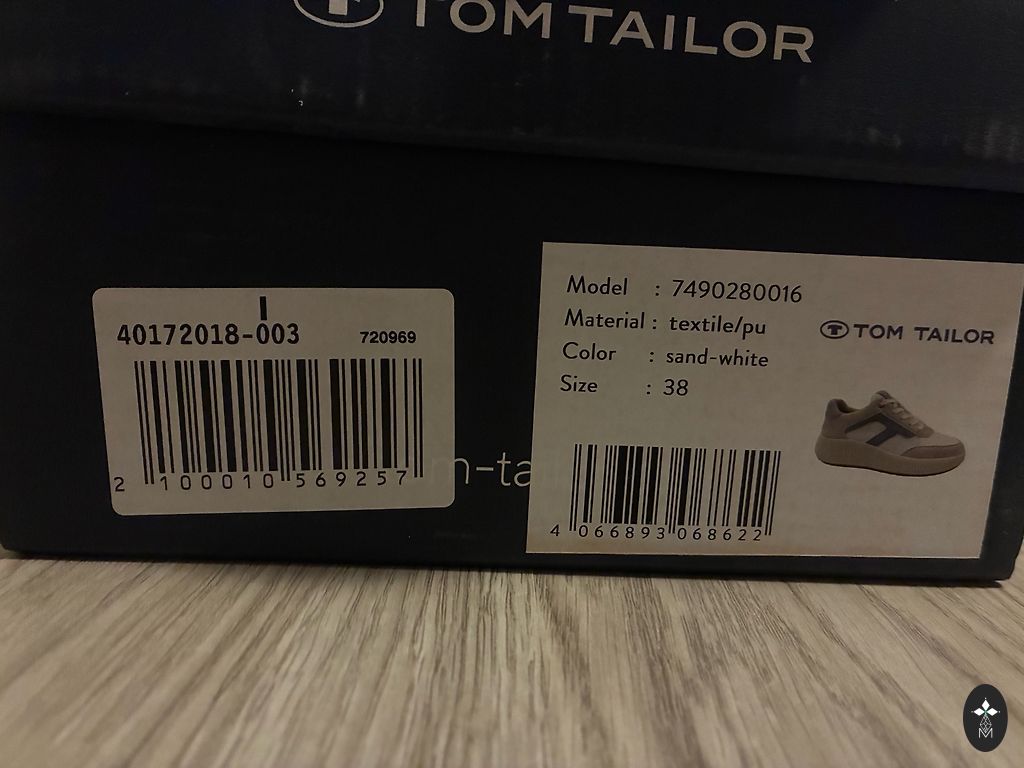 TOM TAILOR
40172018-003
720969
2 100010 569257
m-ta
Model : 7490280016
Material : textile/pu
Color : sand-white
Size : 38
TOM TAILOR
4 066893 068622
M